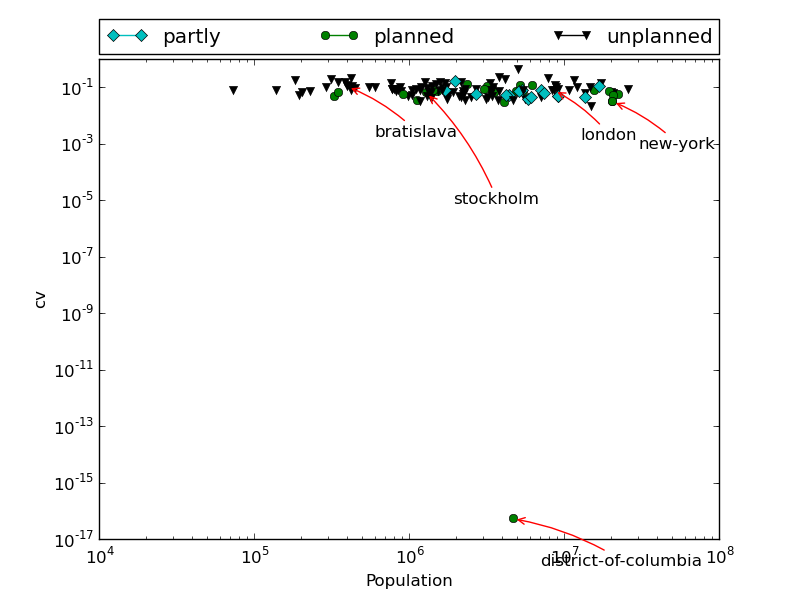 partly planned unplanned
10^-1
10^-3
10^-5
10^-7
10^-9
10^-11
10^-13
10^-15
10^-17
cv
bratislava
london
new-york
stockholm
district-of-columbia
10^4 10^5 10^6 10^7 10^8
Population